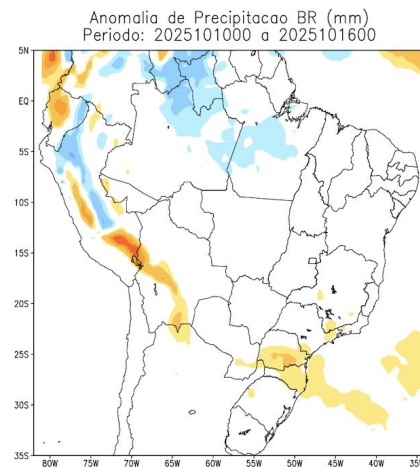 Anomalia de Precipitacao BR (mm)
Periodo: 2025101000 a 2025101600
5N
EQ
5S
10S
15S
20S
25S
30S
35S
80W 75W 70W 65W 60W 55W 50W 45W 40W 35W